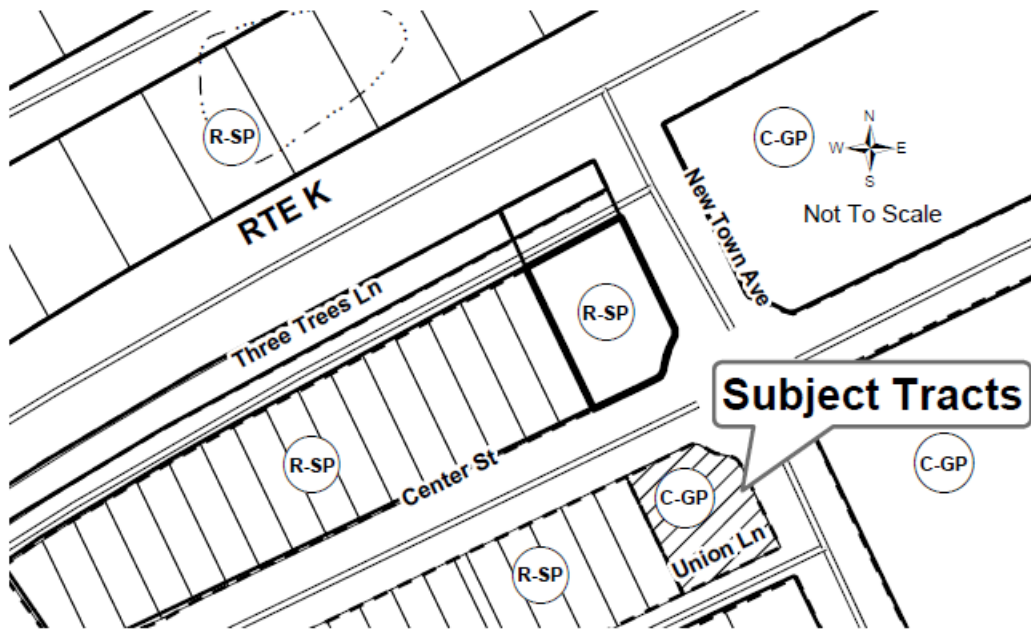 R-SP
C-GP
N
W E
S
Not To Scale
RTE K
New Town Ave
Three Trees Ln
R-SP
Subject Tracts
R-SP
Center St
C-GP
C-GP
Union Ln
R-SP